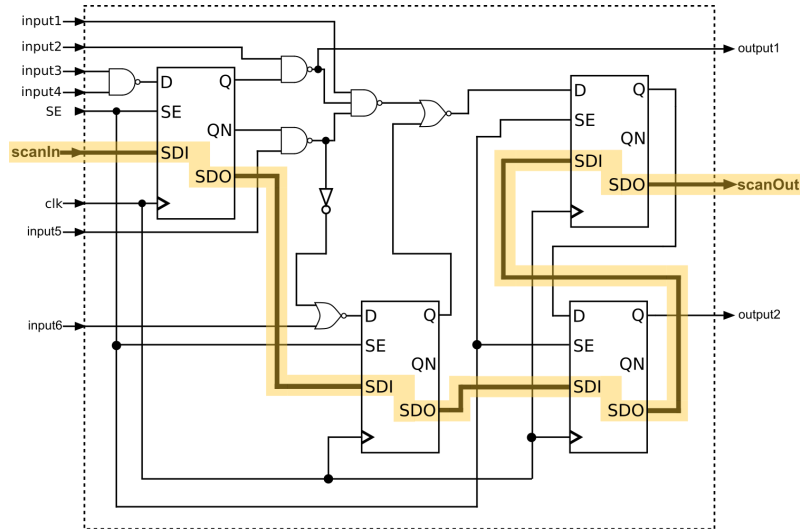 input1
input2
output1
input3
input4
SE
scanIn
clk
input5
input6
D
Q
SE
QN
SDI
SDO
D
Q
SE
QN
SDI
SDO
scanOut
D
Q
SE
QN
SDI
SDO
D
Q
output2
SE
QN
SDI
SDO